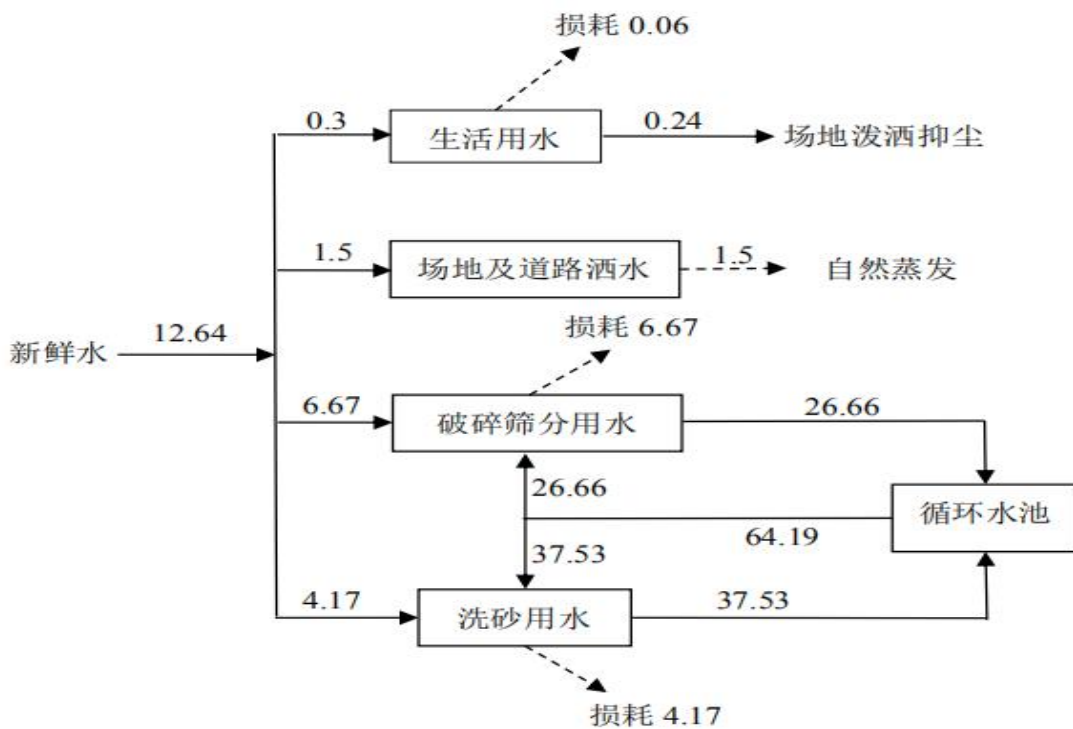 损耗 0.06
0.3
生活用水
0.24
场地泼洒抑尘
1.5
场地及道路洒水
1.5
自然蒸发
新鲜水
12.64
损耗 6.67
6.67
破碎筛分用水
26.66
26.66
循环水池
64.19
37.53
4.17
洗砂用水
37.53
损耗 4.17